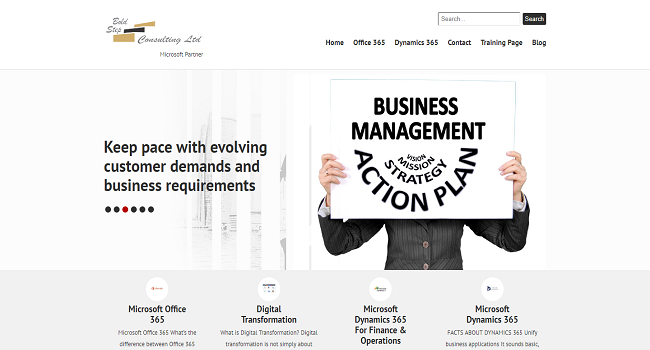 Bold
Step
Consulting Ltd
Microsoft Partner
Search...
Search
Home Office 365 Dynamics 365 Contact Training Page Blog
Keep pace with evolving
customer demands and
business requirements
BUSINESS
MANAGEMENT
VISION
MISSION
STRATEGY
ACTION PLAN
Microsoft Office
365
Microsoft Office 365 What's the
difference between Office 365
Digital
Transformation
What is Digital Transformation? Digital
transformation is not simply about
Microsoft
Dynamics 365
For Finance &
Operations
Microsoft
Dynamics 365
FACTS ABOUT DYNAMICS 365 Unify
business applications It sounds basic,